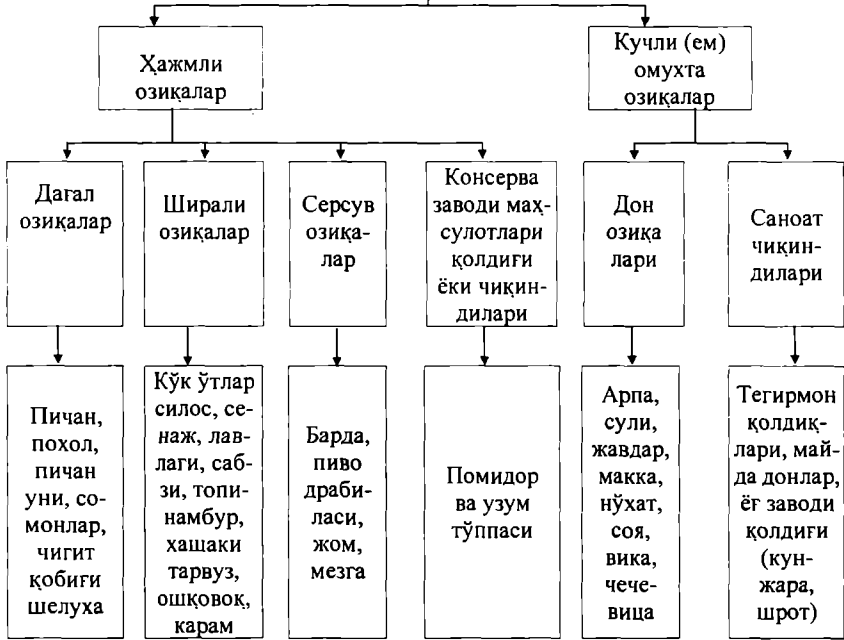 Ҳажмли
озиқалар
Кучли (ем)
омухта
озиқалар
Дағал
озиқалар
Ширали
озиқалар
Серсув
озиқа-
лар
Консерва
заводи маҳ-
сулотлари
қолдиғи
ёки чиқин-
дилари
Дон
озиқа
лари
Саноат
чиқин-
дилари
Пичан,
похол,
пичан
уни, со-
монлар,
чигит
қобиғи
шелуха
Кўк ўтлар
силос, се-
наж, лав-
лаги, саб-
зи, топи-
намбур,
хашаки
тарвуз,
ошқовоқ,
карам
Барда,
пиво
драби-
ласи,
жом,
мезга
Помидор
ва узум
тўппаси
Арпа,
сули,
жавдар,
макка,
нўхат,
соя,
вика,
чече-
вица
Тегирмон
қолдиқ-
лари, май-
да донлар,
ёғ заводи
қолдиғи
(кун-
жара,
шрот)